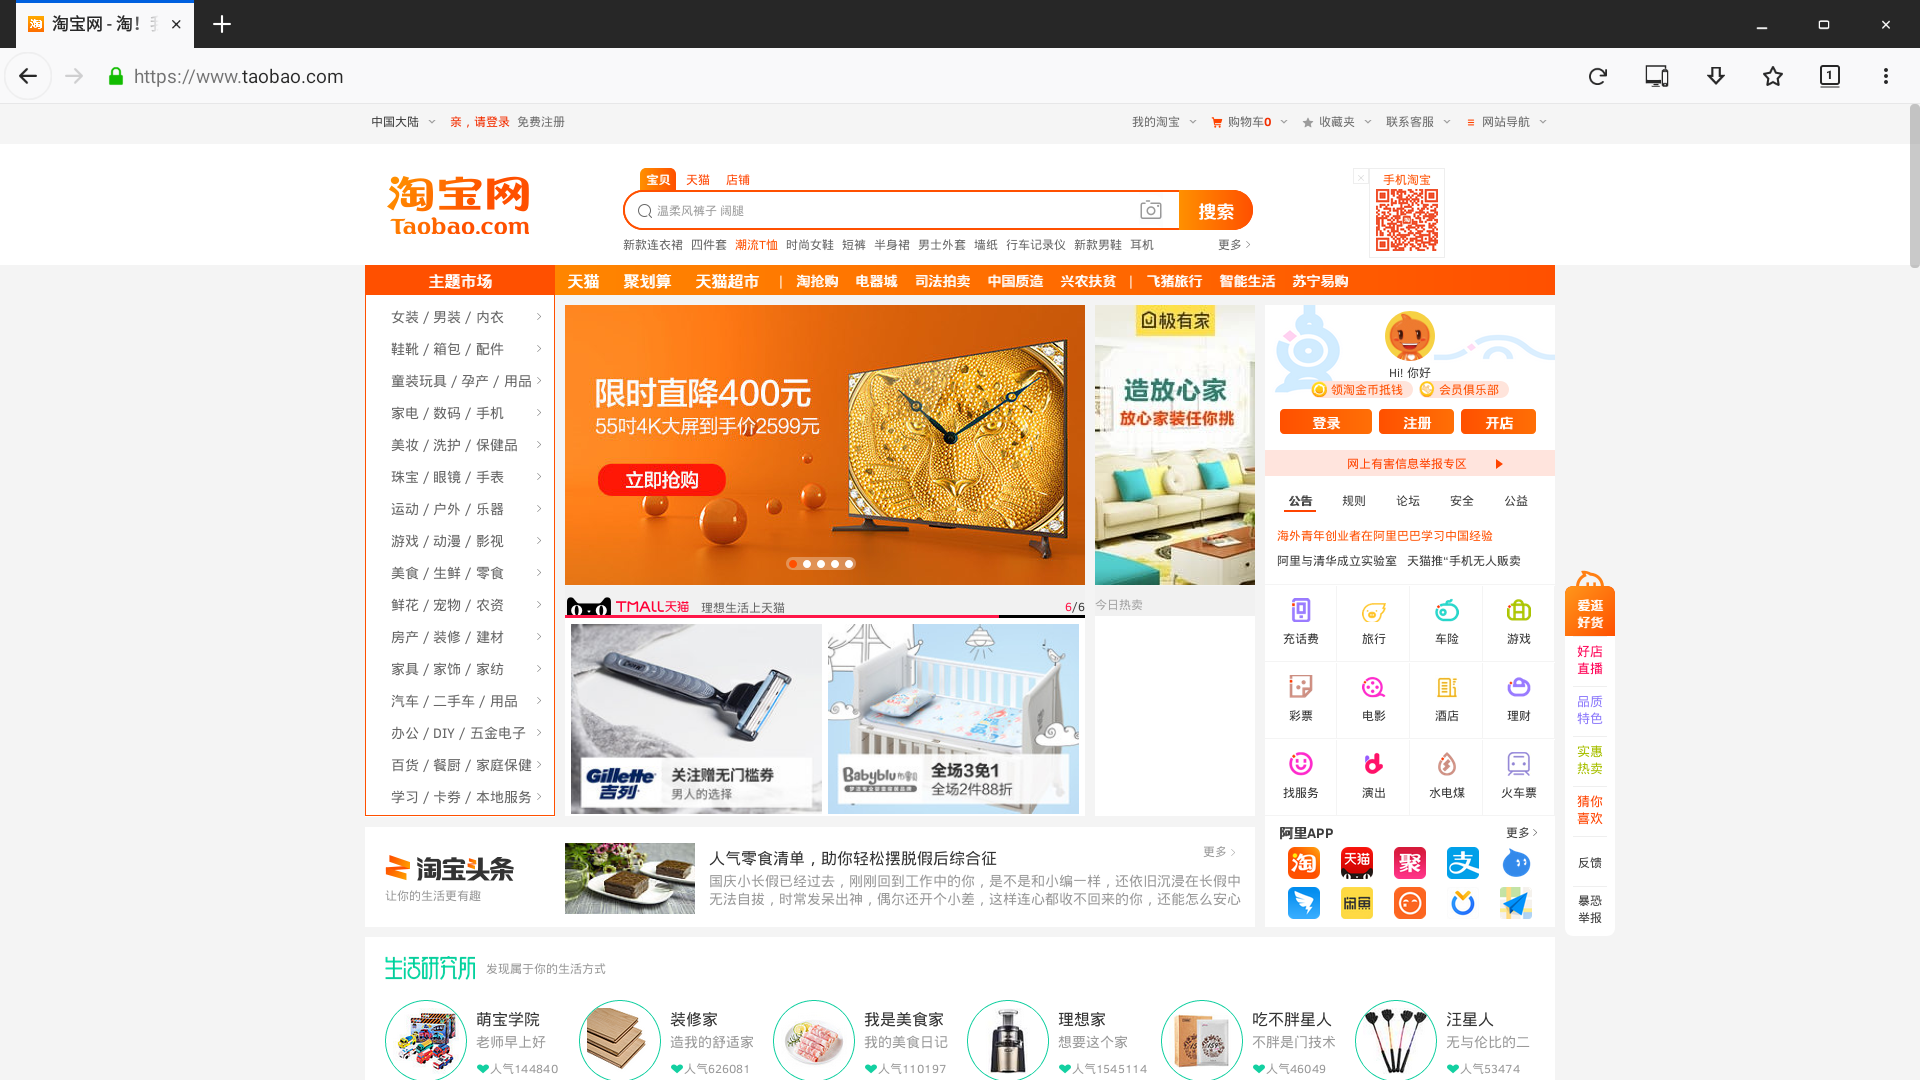 淘宝网 - 淘！我
https://www.taobao.com
中国大陆 亲，请登录 免费注册
我的淘宝 购物车0 收藏夹 联系客服 网站导航
宝贝 天猫 店铺
淘宝网
Taobao.com
温柔风裤子 阔腿
搜索
手机淘宝
新款连衣裙 四件套 潮流T恤 时尚女鞋 短裤 半身裙 男士外套 墙纸 行车记录仪 新款男鞋 耳机 更多
主题市场
天猫 聚划算 天猫超市 | 淘抢购 电器城 司法拍卖 中国质造 兴农扶贫 | 飞猪旅行 智能生活 苏宁易购
女装 / 男装 / 内衣
鞋靴 / 箱包 / 配件
童装玩具 / 孕产 / 用品
家电 / 数码 / 手机
美妆 / 洗护 / 保健品
珠宝 / 眼镜 / 手表
运动 / 户外 / 乐器
游戏 / 动漫 / 影视
美食 / 生鲜 / 零食
鲜花 / 宠物 / 农资
房产 / 装修 / 建材
家具 / 家饰 / 家纺
汽车 / 二手车 / 用品
办公 / DIY / 五金电子
百货 / 餐厨 / 家庭保健
学习 / 卡券 / 本地服务
限时直降400元
55吋4K大屏到手价2599元
立即抢购
极有家
造放心家
放心家装任你挑
TMALL天猫 理想生活上天猫
6/6
今日热卖
Gillette
吉列
关注赠无门槛券
男人的选择
Babyblu
全场3免1
全场2件88折
Hi! 你好
领淘金币抵钱 会员俱乐部
登录 注册 开店
网上有害信息举报专区
公告 规则 论坛 安全 公益
海外青年创业者在阿里巴巴学习中国经验
阿里与清华成立实验室 天猫推“手机无人贩卖
充话费 旅行 车险 游戏
彩票 电影 酒店 理财
找服务 演出 水电煤 火车票
阿里APP 更多
淘 天猫 聚 支
闲鱼
爱逛
好货
好店
直播
品质
特色
实惠
热卖
猜你
喜欢
反馈
暴恐
举报
淘宝头条
让你的生活更有趣
人气零食清单，助你轻松摆脱假后综合征
更多
国庆小长假已经过去，刚刚回到工作中的你，是不是和小编一样，还依旧沉浸在长假中
无法自拔，时常发呆出神，偶尔还开个小差，这样连心都收不回来的你，还能怎么安心
生活研究所 发现属于你的生活方式
萌宝学院
老师早上好
人气144840
装修家
造我的舒适家
人气626081
我是美食家
我的美食日记
人气110197
理想家
想要这个家
人气1545114
吃不胖星人
不胖是门技术
人气46049
汪星人
无与伦比的二
人气53474